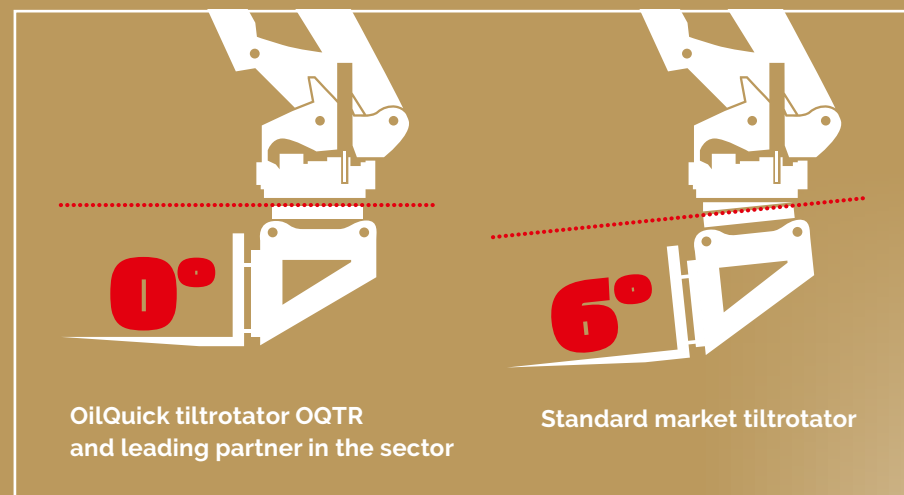 0°
6°
OilQuick tiltrotator OQTR
and leading partner in the sector
Standard market tiltrotator